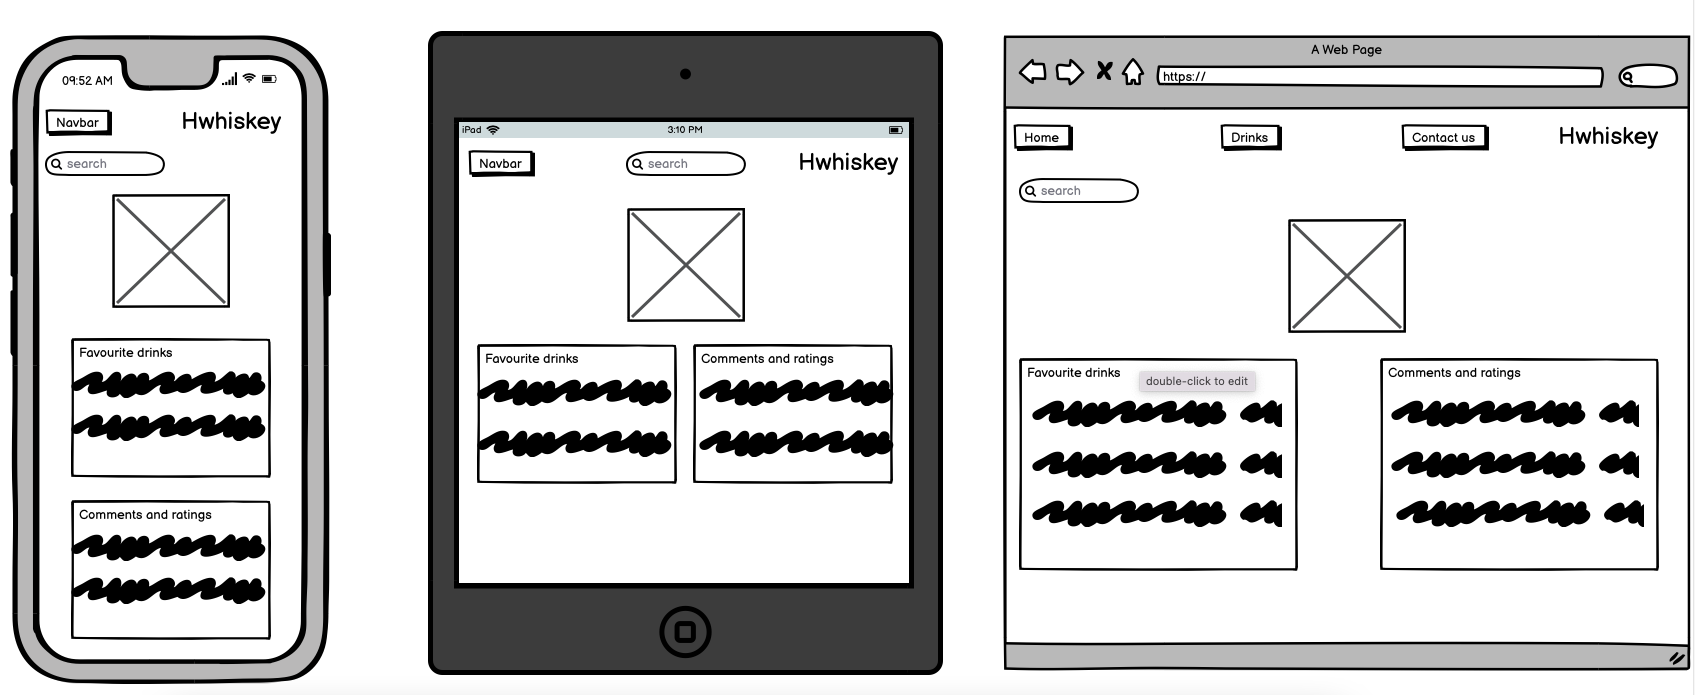 09:52 AM
Navbar
Hwhiskey
search
Favourite drinks
Comments and ratings
iPad
3:10 PM
Navbar
search
Hwhiskey
Favourite drinks
Comments and ratings
A Web Page
https://
Home
Drinks
Contact us
Hwhiskey
search
Favourite drinks
double-click to edit
Comments and ratings